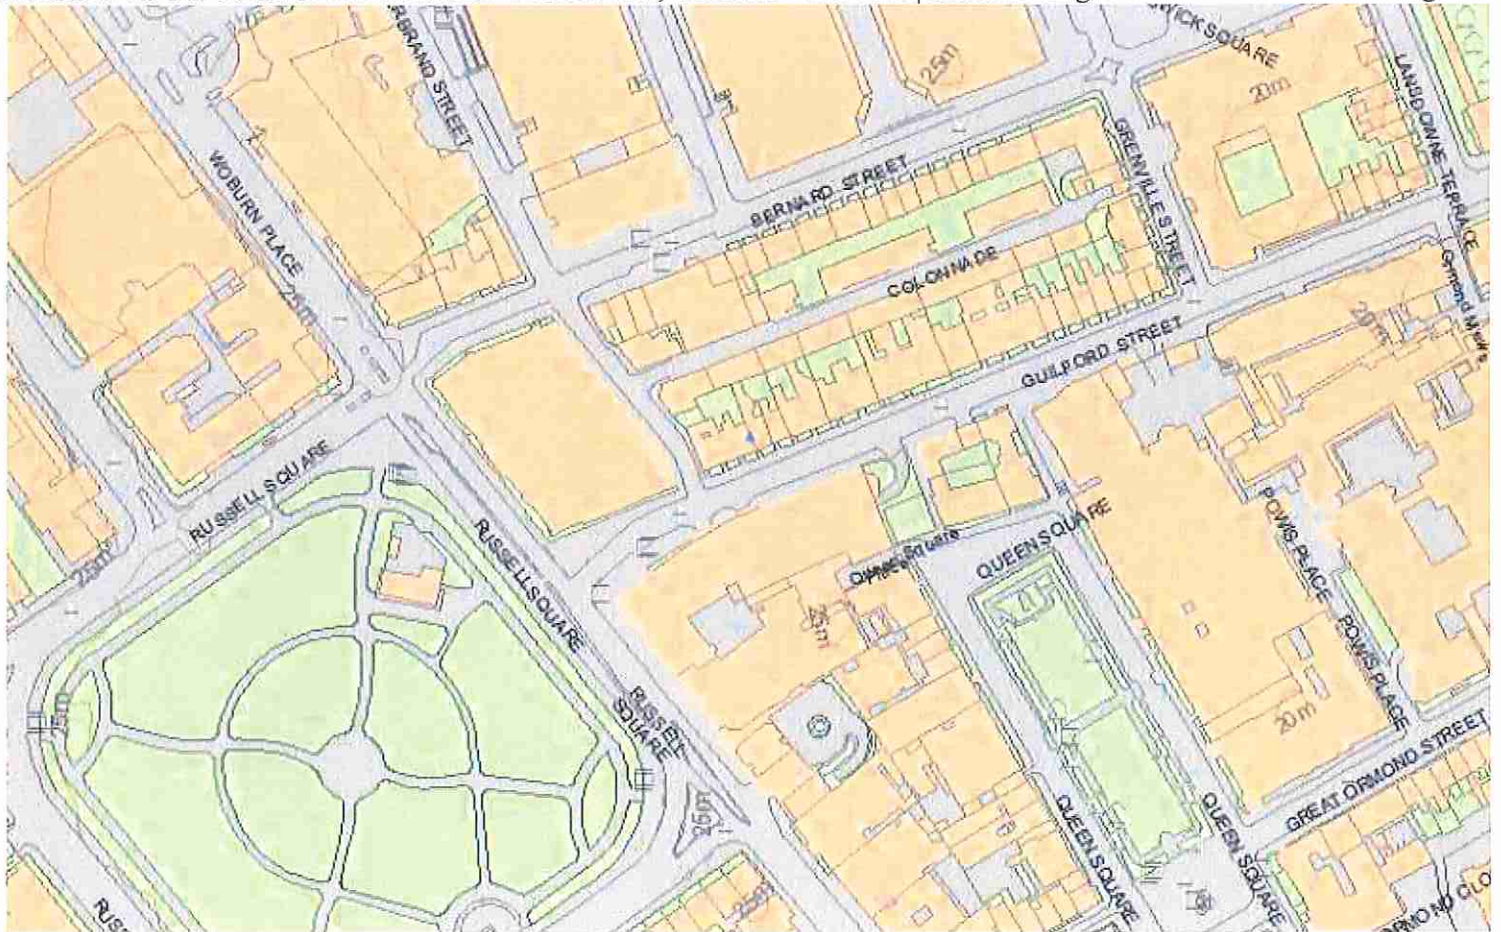 WOBURN PLACE
BERNARD STREET
COLONNADE
GRENVILLE STREET
GUILFORD STREET
LANSDOWNE TERRACE
25m
20m
25m
20m
RUSSELL SQUARE
RUSSELL SQUARE
RUSSELL
SQUARE
QUEEN SQUARE
POWIS PLACE
POWIS PLACE
25m
25m
25m
25m
20m
GREAT ORMOND STREET
QUEEN SQUARE
QUEEN SQUARE
25m